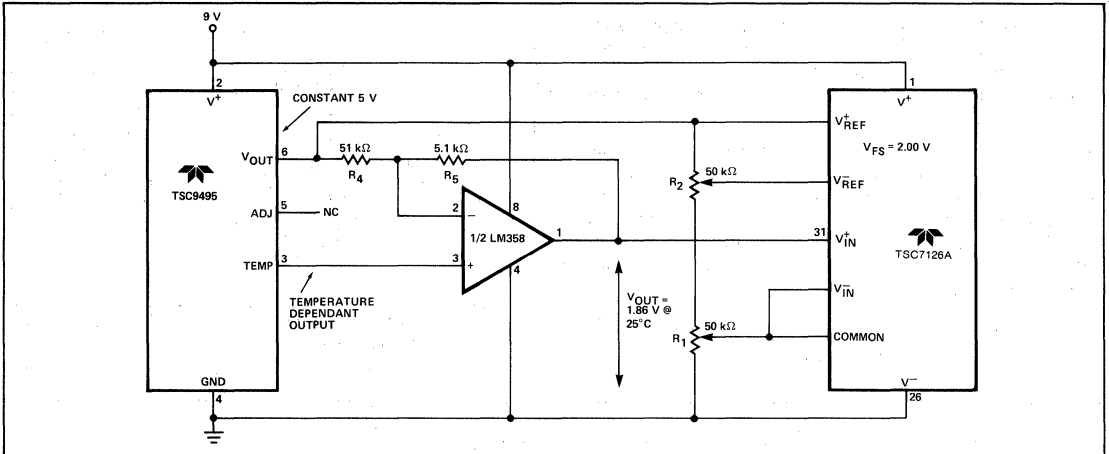 9 V
2
V+
CONSTANT 5 V
VOUT
6
51 kΩ
R4
5.1 kΩ
R5
TSC9495
ADJ
5
NC
TEMP
3
TEMPERATURE
DEPENDANT
OUTPUT
GND
4
2
−
8
1/2 LM358
1
3
+
4
VOUT =
1.86 V @
25°C
R2
50 kΩ
R1
50 kΩ
1
V+
V+REF
VFS = 2.00 V
V−REF
31
V+IN
TSC7126A
V−IN
COMMON
V−
26